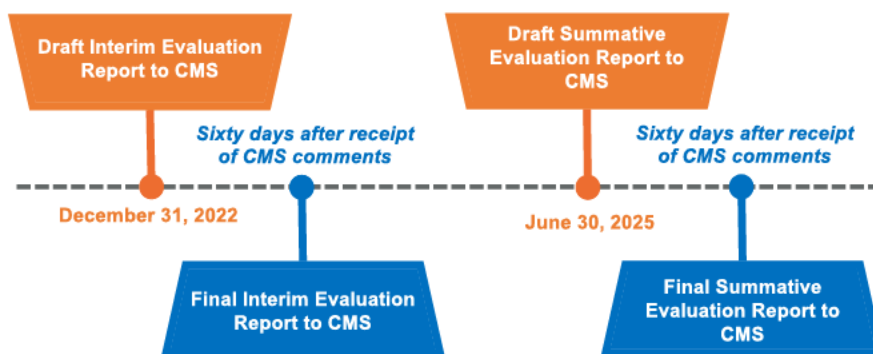 Draft Interim Evaluation
Report to CMS
Draft Summative
Evaluation Report to
CMS
Sixty days after receipt
of CMS comments
Sixty days after receipt
of CMS comments
December 31, 2022
June 30, 2025
Final Interim Evaluation
Report to CMS
Final Summative
Evaluation Report to
CMS